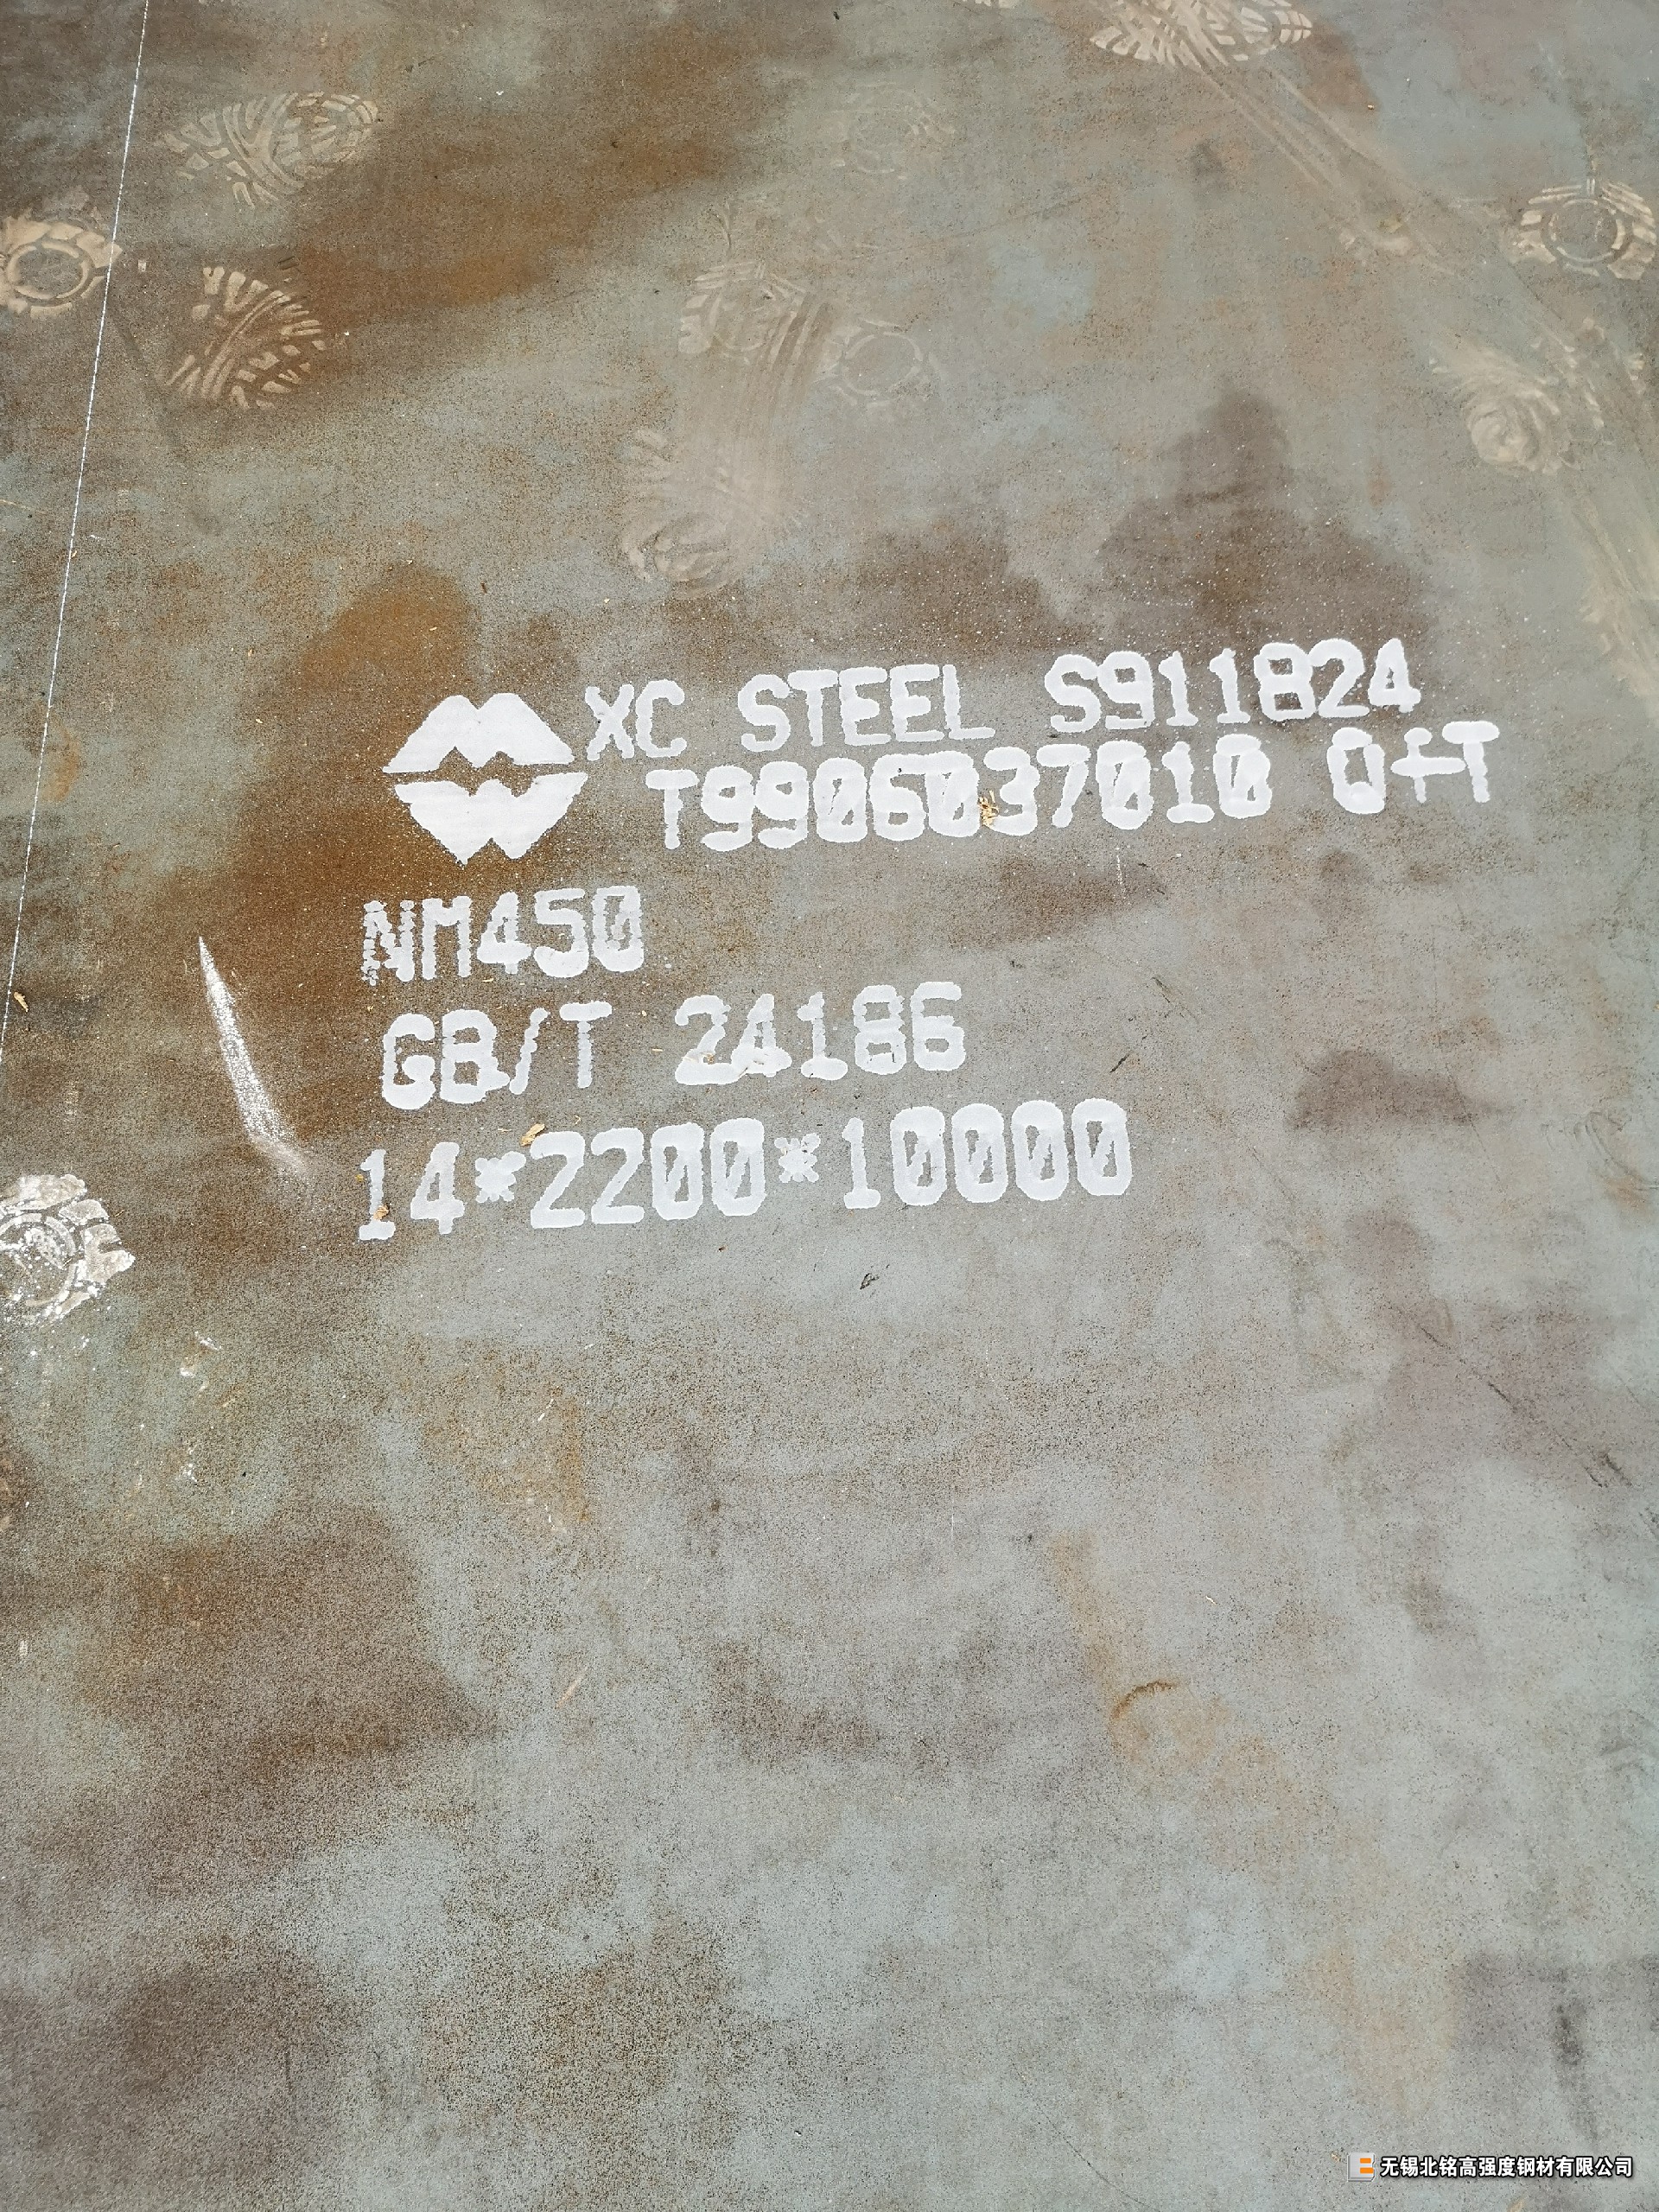 XC STEEL S911824
T9906037010 Q+T
NM450
GB/T 24186
14*2200*10000
无锡北铭高强度钢材有限公司